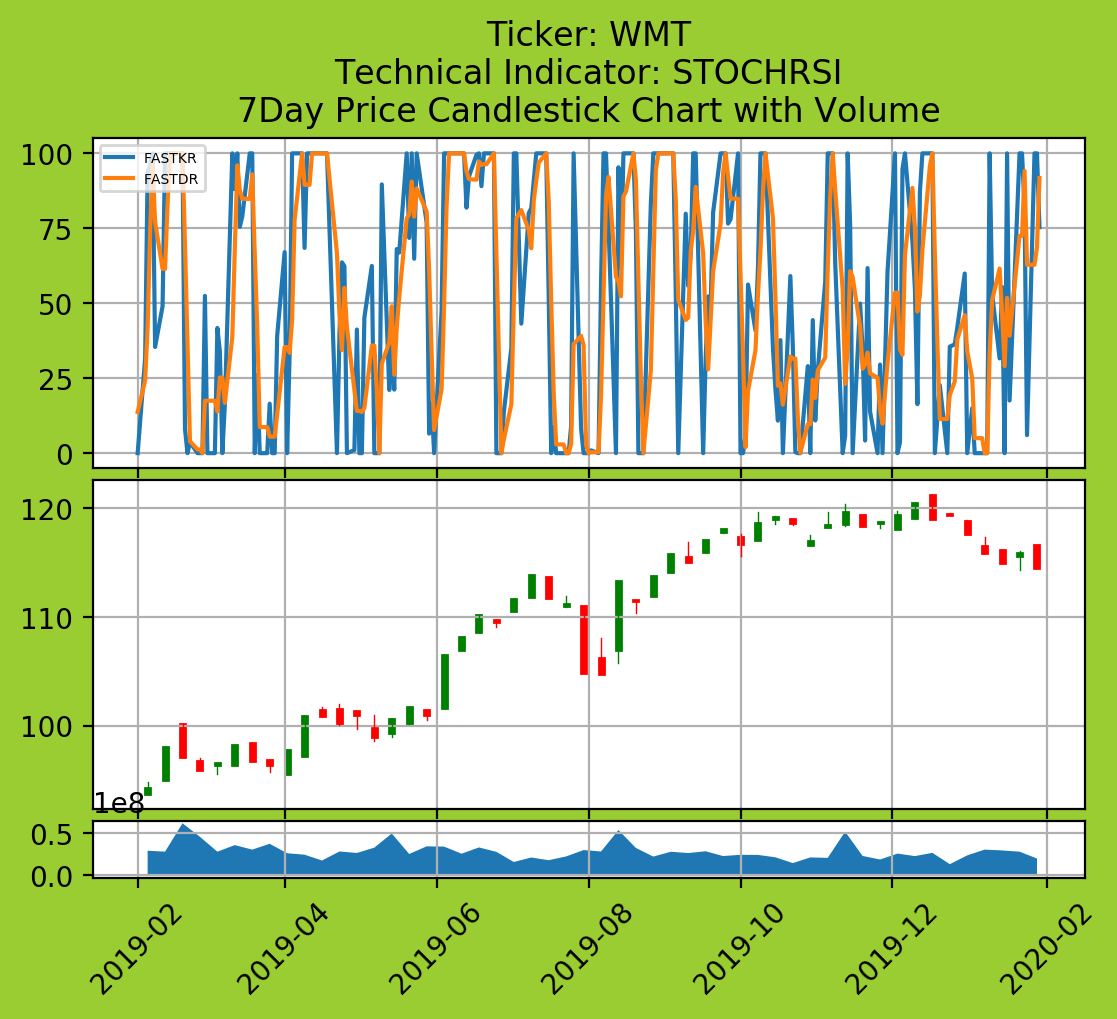 Ticker: WMT
Technical Indicator: STOCHRSI
7Day Price Candlestick Chart with Volume
100
75
50
25
0
FASTKR
FASTDR
120
110
100
1e8
0.5
0.0
2019-02
2019-04
2019-06
2019-08
2019-10
2019-12
2020-02